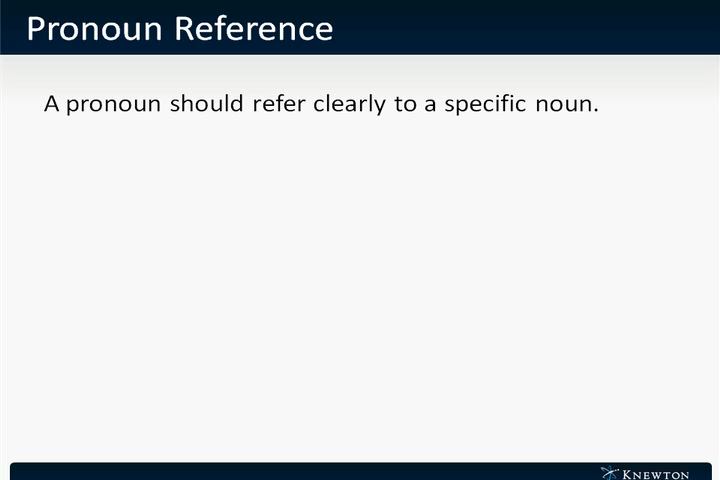 Pronoun Reference
A pronoun should refer clearly to a specific noun.
KNEWTON